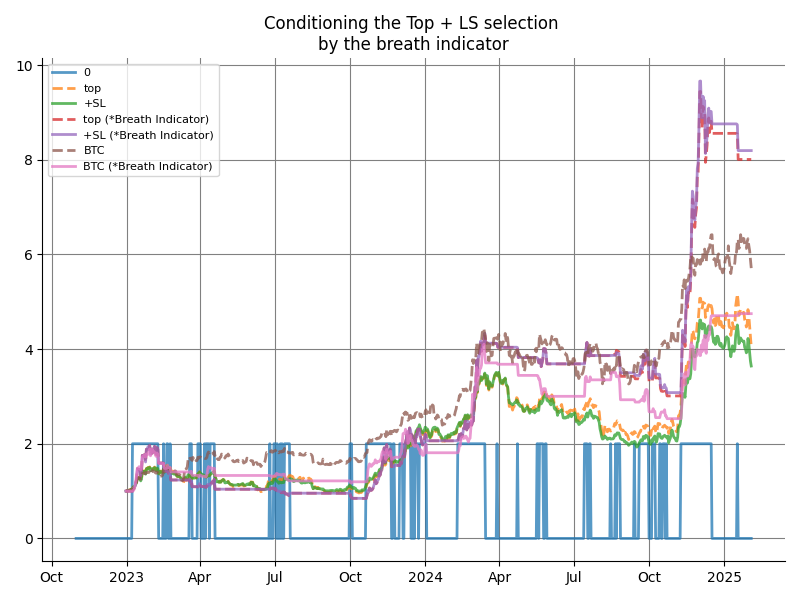 Conditioning the Top + LS selection
by the breath indicator
10
8
6
4
2
0
0
top
+SL
top (*Breath Indicator)
+SL (*Breath Indicator)
BTC
BTC (*Breath Indicator)
Oct
2023
Apr
Jul
Oct
2024
Apr
Jul
Oct
2025